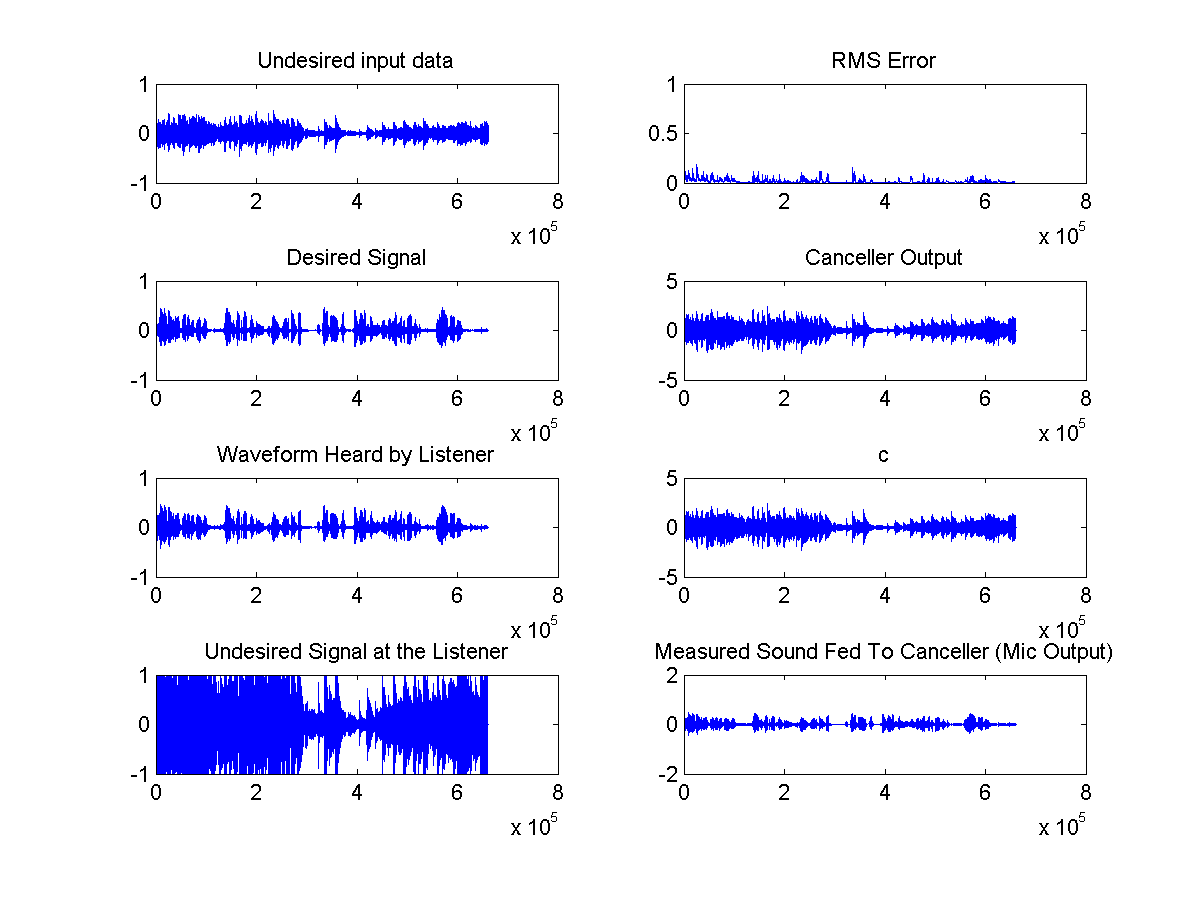 Undesired input data
1
0
-1
0 2 4 6 8
x 10^5
RMS Error
1
0.5
0
0 2 4 6 8
x 10^5
Desired Signal
1
0
-1
0 2 4 6 8
x 10^5
Canceller Output
5
0
-5
0 2 4 6 8
x 10^5
Waveform Heard by Listener
1
0
-1
0 2 4 6 8
x 10^5
c
5
0
-5
0 2 4 6 8
x 10^5
Undesired Signal at the Listener
1
0
-1
0 2 4 6 8
x 10^5
Measured Sound Fed To Canceller (Mic Output)
2
0
-2
0 2 4 6 8
x 10^5